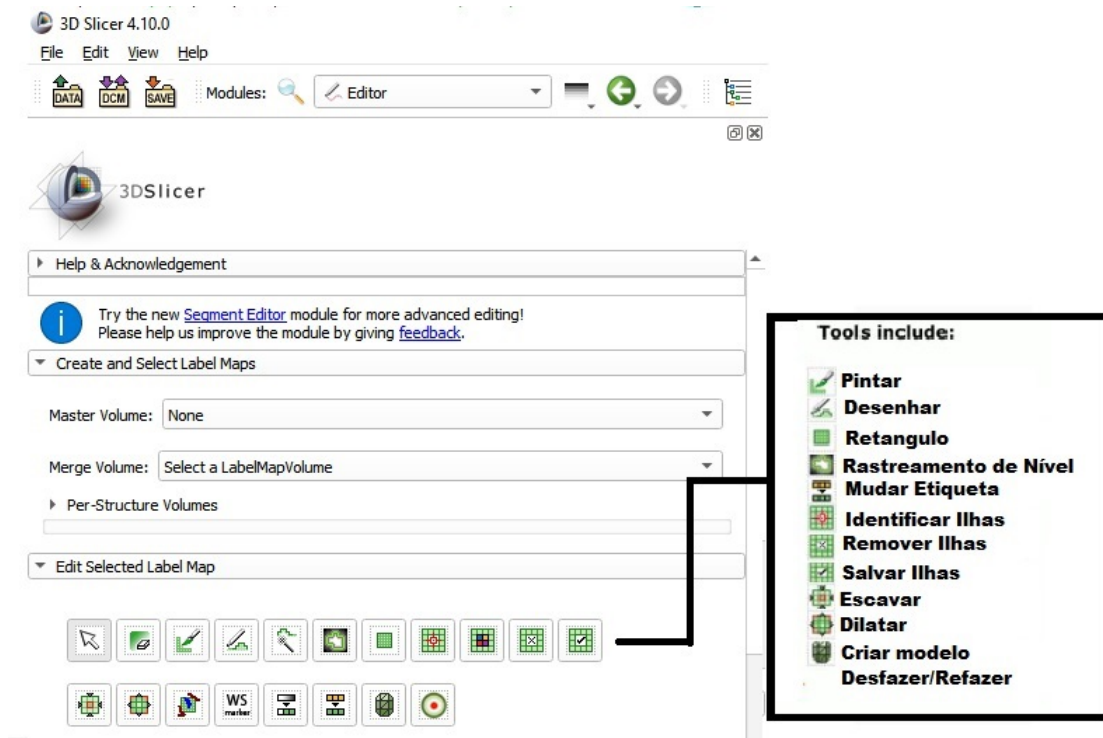 3D Slicer 4.10.0
File Edit View Help
DATA DCM SAVE Modules: Editor
3DSlicer
Help & Acknowledgement
Try the new Segment Editor module for more advanced editing!
Please help us improve the module by giving feedback.
Create and Select Label Maps
Master Volume: None
Merge Volume: Select a LabelMapVolume
Per-Structure Volumes
Edit Selected Label Map
WS
marker
Tools include:
Pintar
Desenhar
Retangulo
Rastreamento de Nível
Mudar Etiqueta
Identificar Ilhas
Remover Ilhas
Salvar Ilhas
Escavar
Dilatar
Criar modelo
Desfazer/Refazer